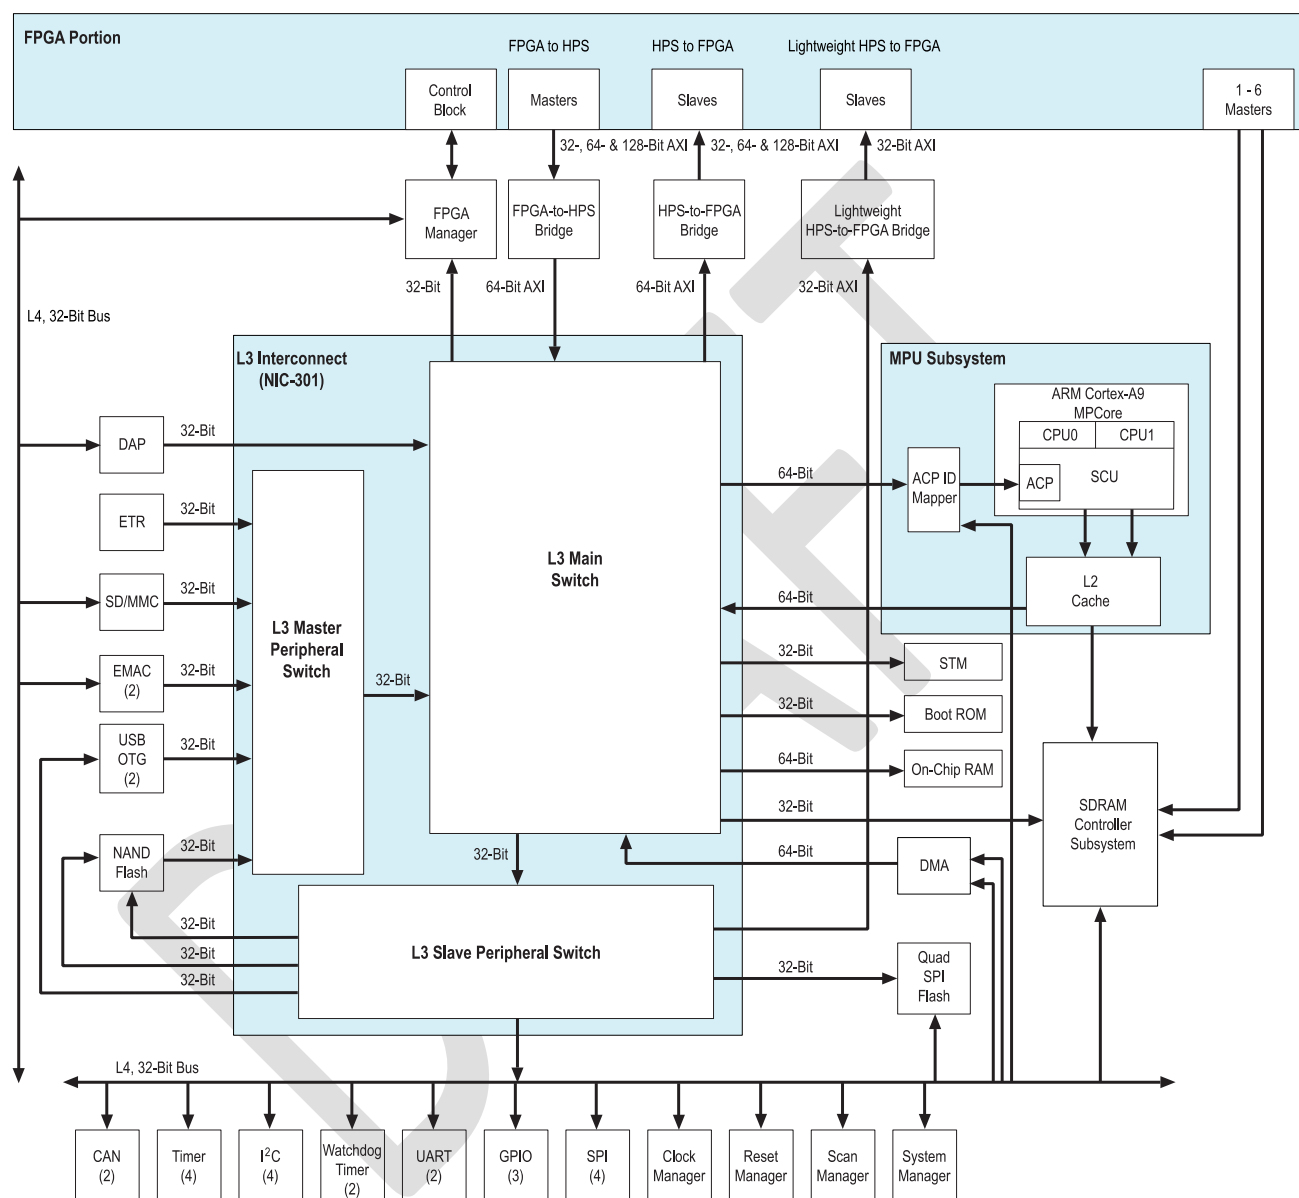 FPGA Portion
FPGA to HPS
HPS to FPGA
Lightweight HPS to FPGA
Control
Block
Masters
Slaves
Slaves
1 - 6
Masters
32-, 64- & 128-Bit AXI
32-, 64- & 128-Bit AXI
32-Bit AXI
FPGA
Manager
FPGA-to-HPS
Bridge
HPS-to-FPGA
Bridge
Lightweight
HPS-to-FPGA Bridge
32-Bit
64-Bit AXI
64-Bit AXI
32-Bit AXI
L4, 32-Bit Bus
L3 Interconnect
(NIC-301)
MPU Subsystem
ARM Cortex-A9
MPCore
CPU0
CPU1
ACP
SCU
ACP ID
Mapper
L2
Cache
DAP
32-Bit
ETR
32-Bit
SD/MMC
32-Bit
EMAC
(2)
32-Bit
USB
OTG
(2)
32-Bit
NAND
Flash
32-Bit
L3 Master
Peripheral
Switch
32-Bit
L3 Main
Switch
64-Bit
64-Bit
32-Bit
STM
32-Bit
Boot ROM
64-Bit
On-Chip RAM
32-Bit
SDRAM
Controller
Subsystem
64-Bit
DMA
32-Bit
32-Bit
32-Bit
32-Bit
L3 Slave Peripheral Switch
32-Bit
Quad
SPI
Flash
L4, 32-Bit Bus
CAN
(2)
Timer
(4)
I²C
(4)
Watchdog
Timer
(2)
UART
(2)
GPIO
(3)
SPI
(4)
Clock
Manager
Reset
Manager
Scan
Manager
System
Manager
DRAFT